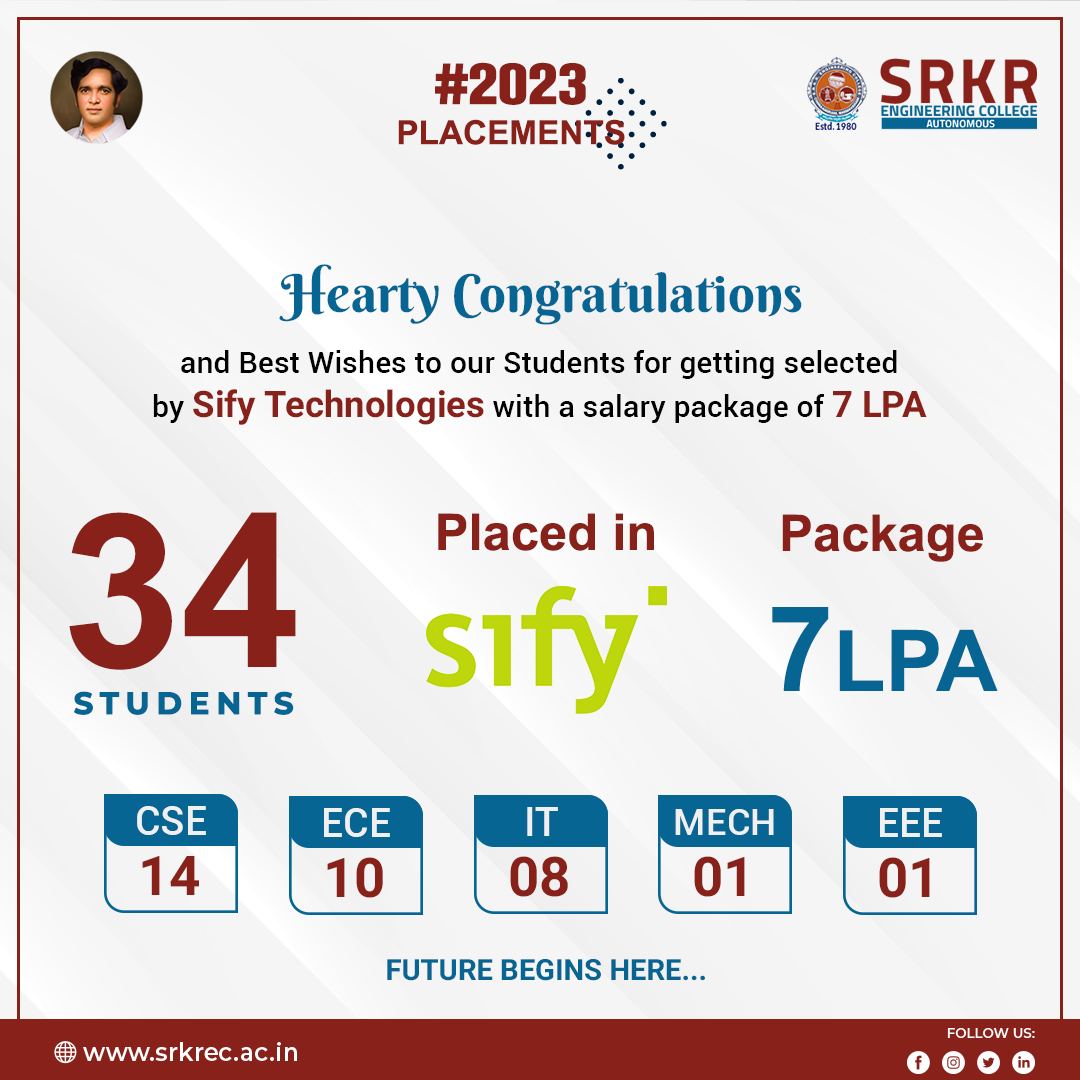 #2023
PLACEMENTS
Estd.1980
SRKR
ENGINEERING COLLEGE
AUTONOMOUS
Hearty Congratulations
and Best Wishes to our Students for getting selected
by Sify Technologies with a salary package of 7 LPA
34
STUDENTS
Placed in
sify
Package
7 LPA
CSE
14
ECE
10
IT
08
MECH
01
EEE
01
FUTURE BEGINS HERE...
www.srkrec.ac.in
FOLLOW US: